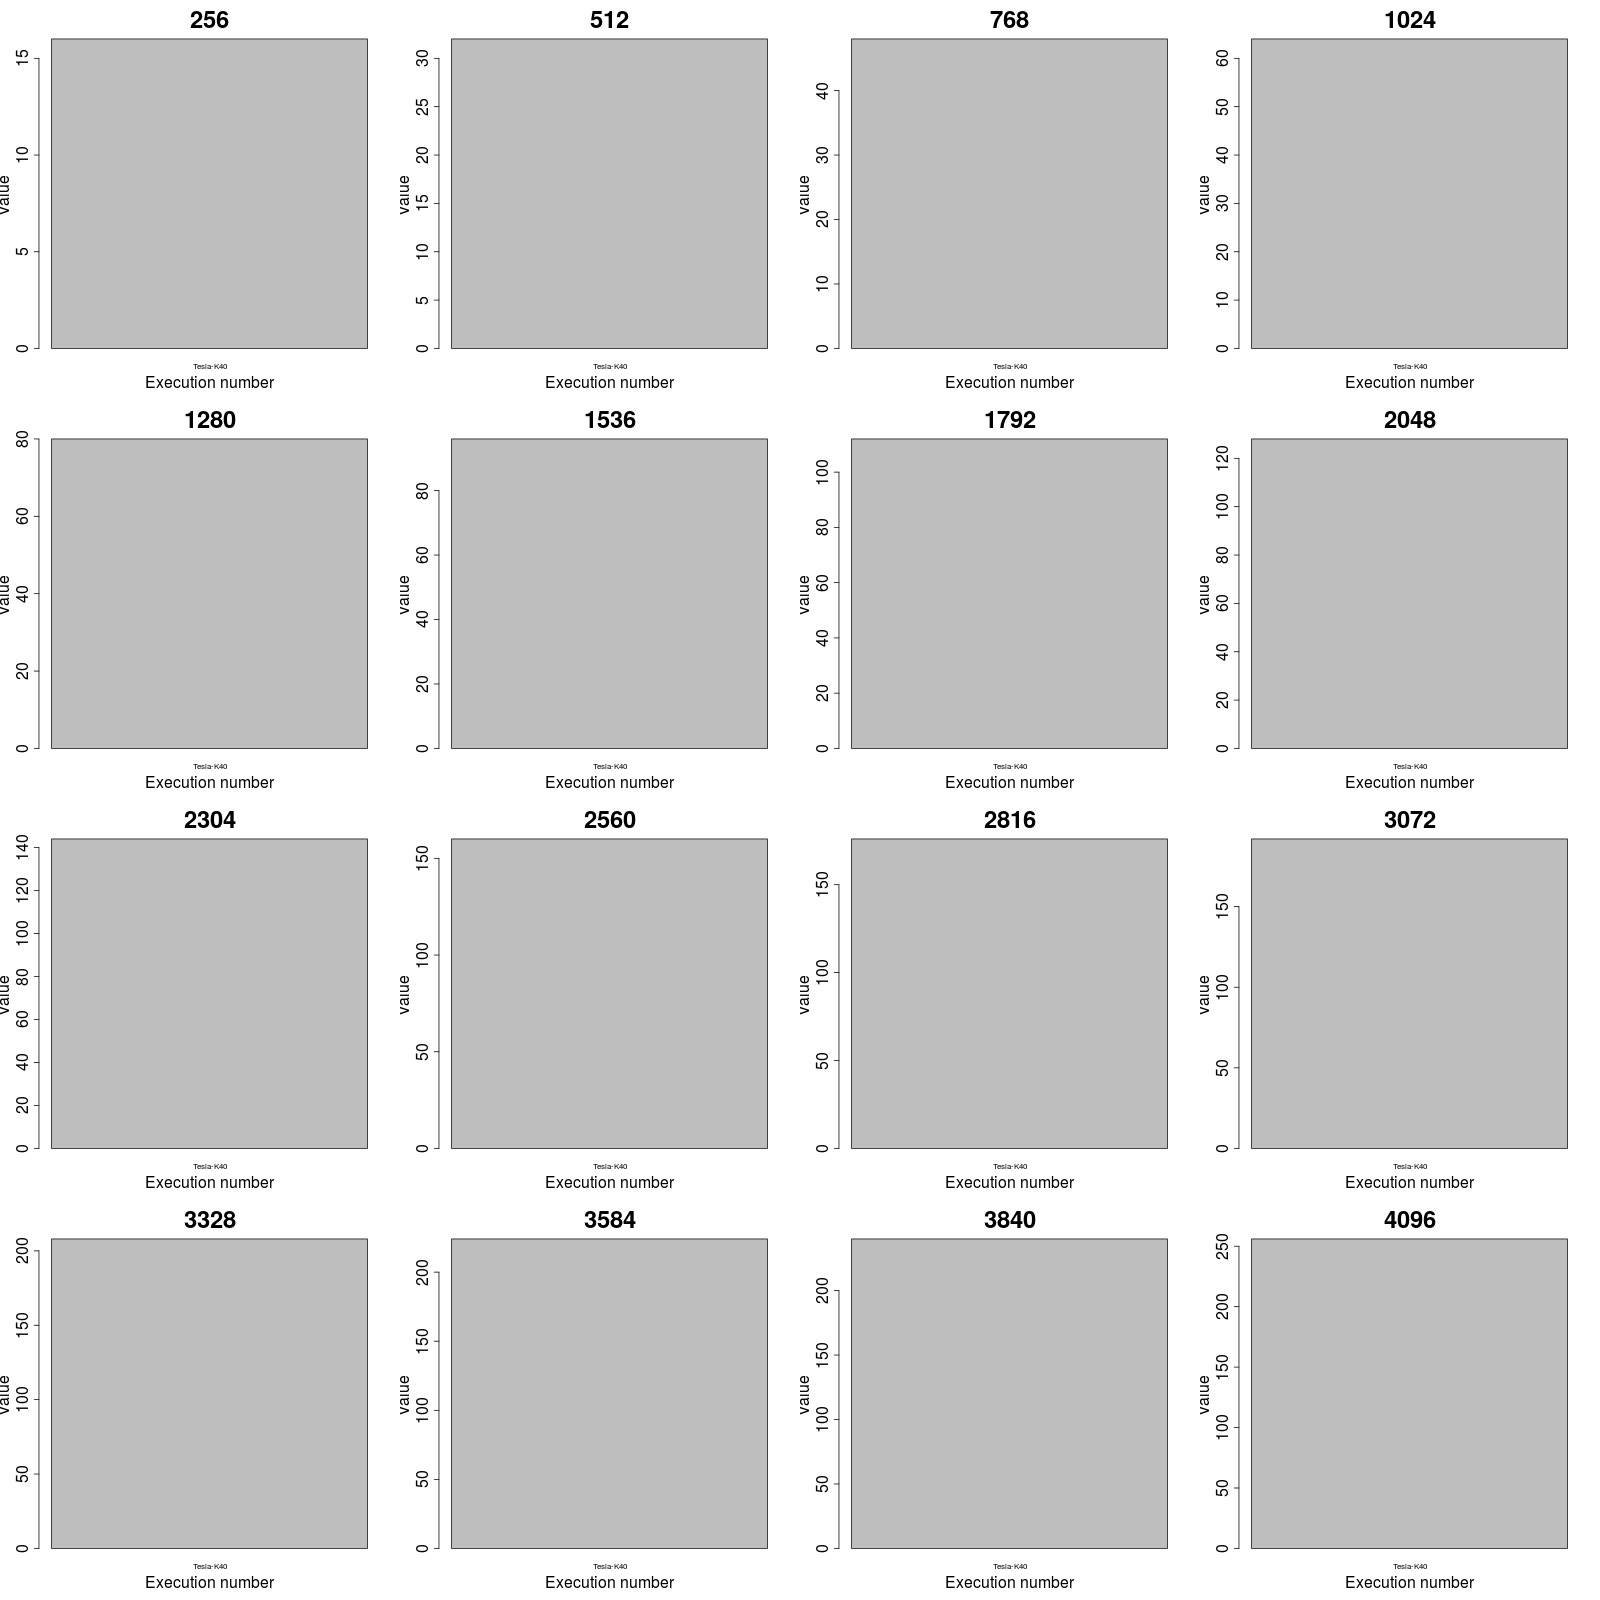 256 512 768 1024
15 10 5 0 value
30 25 20 15 10 5 0 value
40 30 20 10 0 value
60 50 40 30 20 10 0 value
Tesla-K40 Tesla-K40 Tesla-K40 Tesla-K40
Execution number Execution number Execution number Execution number
1280 1536 1792 2048
80 60 40 20 0 value
80 60 40 20 0 value
100 80 60 40 20 0 value
120 100 80 60 40 20 0 value
Tesla-K40 Tesla-K40 Tesla-K40 Tesla-K40
Execution number Execution number Execution number Execution number
2304 2560 2816 3072
140 120 100 80 60 40 20 0 value
150 100 50 0 value
150 100 50 0 value
150 100 50 0 value
Tesla-K40 Tesla-K40 Tesla-K40 Tesla-K40
Execution number Execution number Execution number Execution number
3328 3584 3840 4096
200 150 100 50 0 value
200 150 100 50 0 value
200 150 100 50 0 value
250 200 150 100 50 0 value
Tesla-K40 Tesla-K40 Tesla-K40 Tesla-K40
Execution number Execution number Execution number Execution number